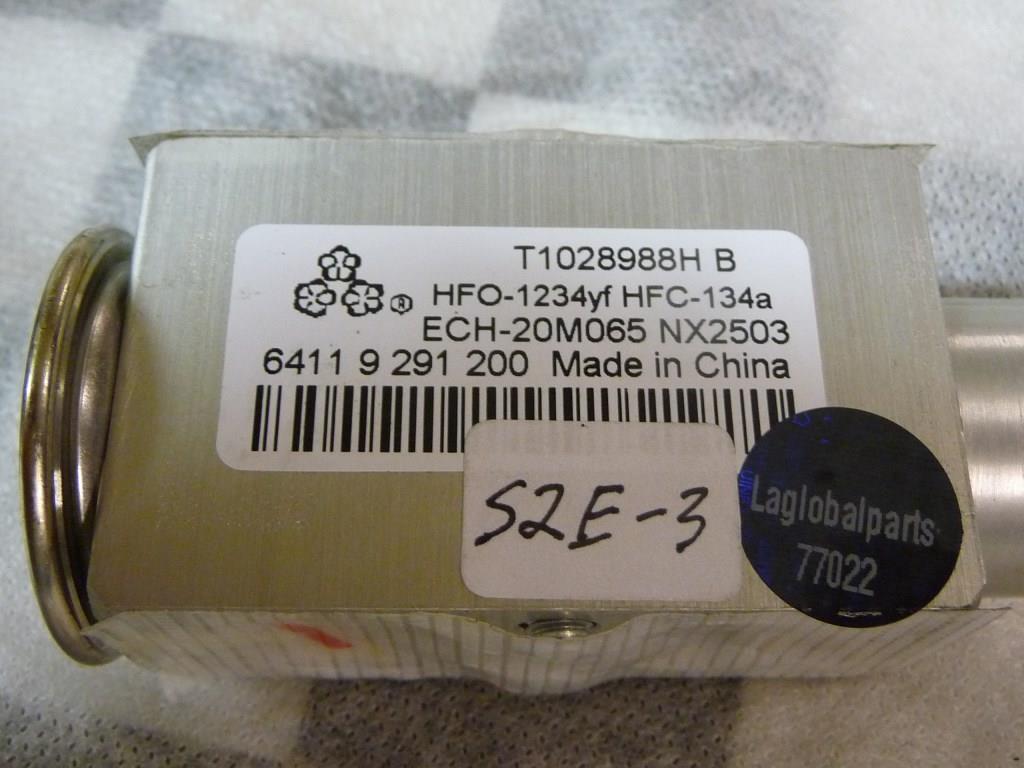 T1028988H B
® HFO-1234yf HFC-134a
ECH-20M065 NX2503
6411 9 291 200 Made in China
S2E-3
Laglobalparts
77022